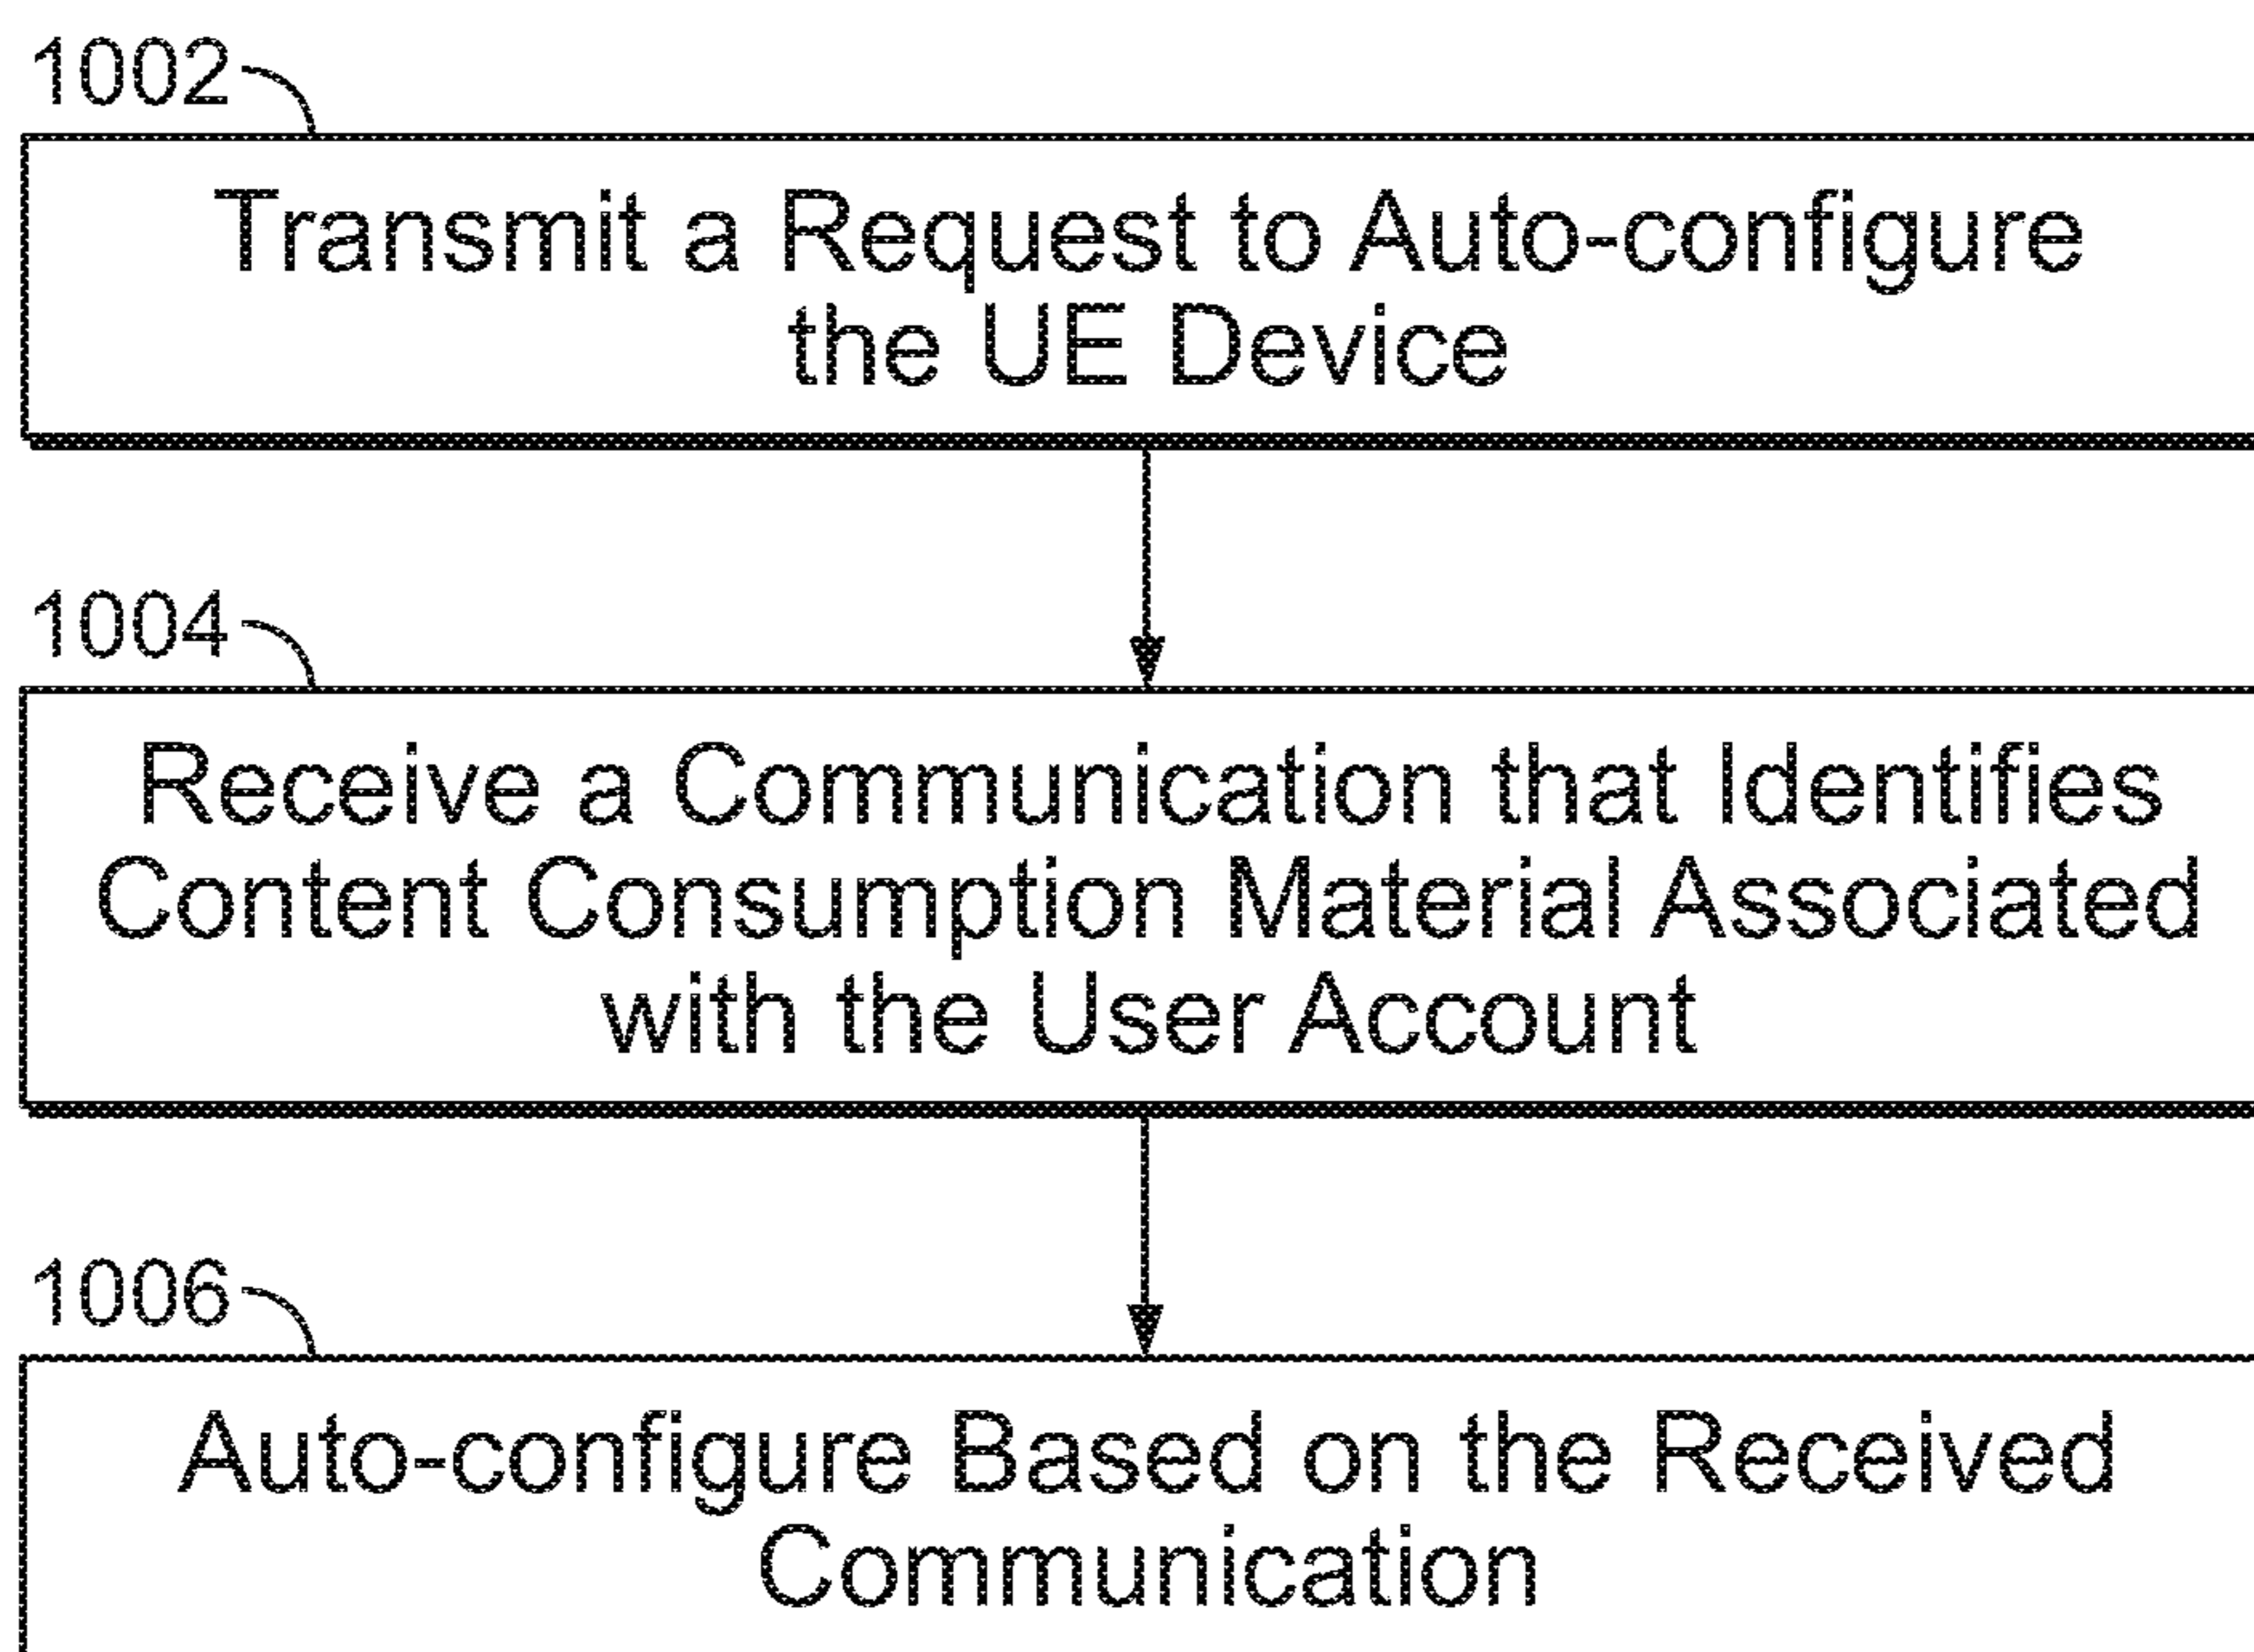 1002
Transmit a Request to Auto-configure
the UE Device
1004
Receive a Communication that Identifies
Content Consumption Material Associated
with the User Account
1006
Auto-configure Based on the Received
Communication